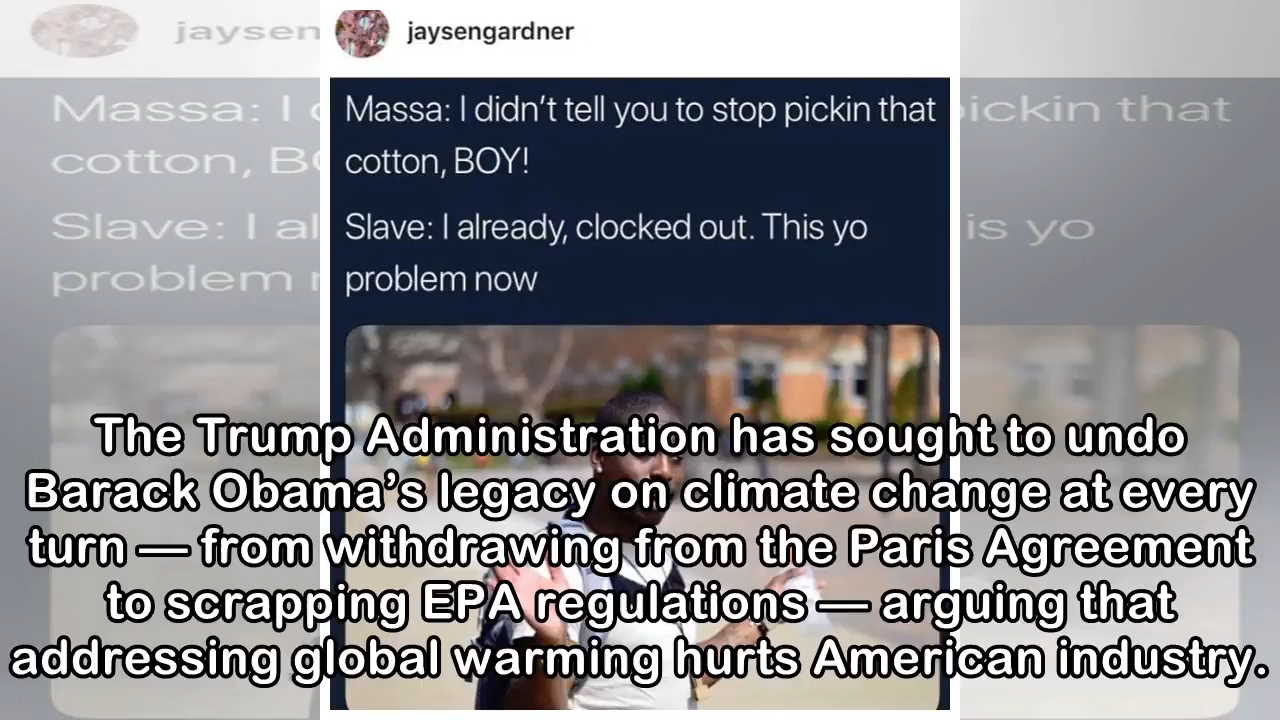 jaysengardner
Massa: I didn't tell you to stop pickin that
cotton, BOY!
Slave: I already, clocked out. This yo
problem now
The Trump Administration has sought to undo
Barack Obama's legacy on climate change at every
turn — from withdrawing from the Paris Agreement
to scrapping EPA regulations — arguing that
addressing global warming hurts American industry.